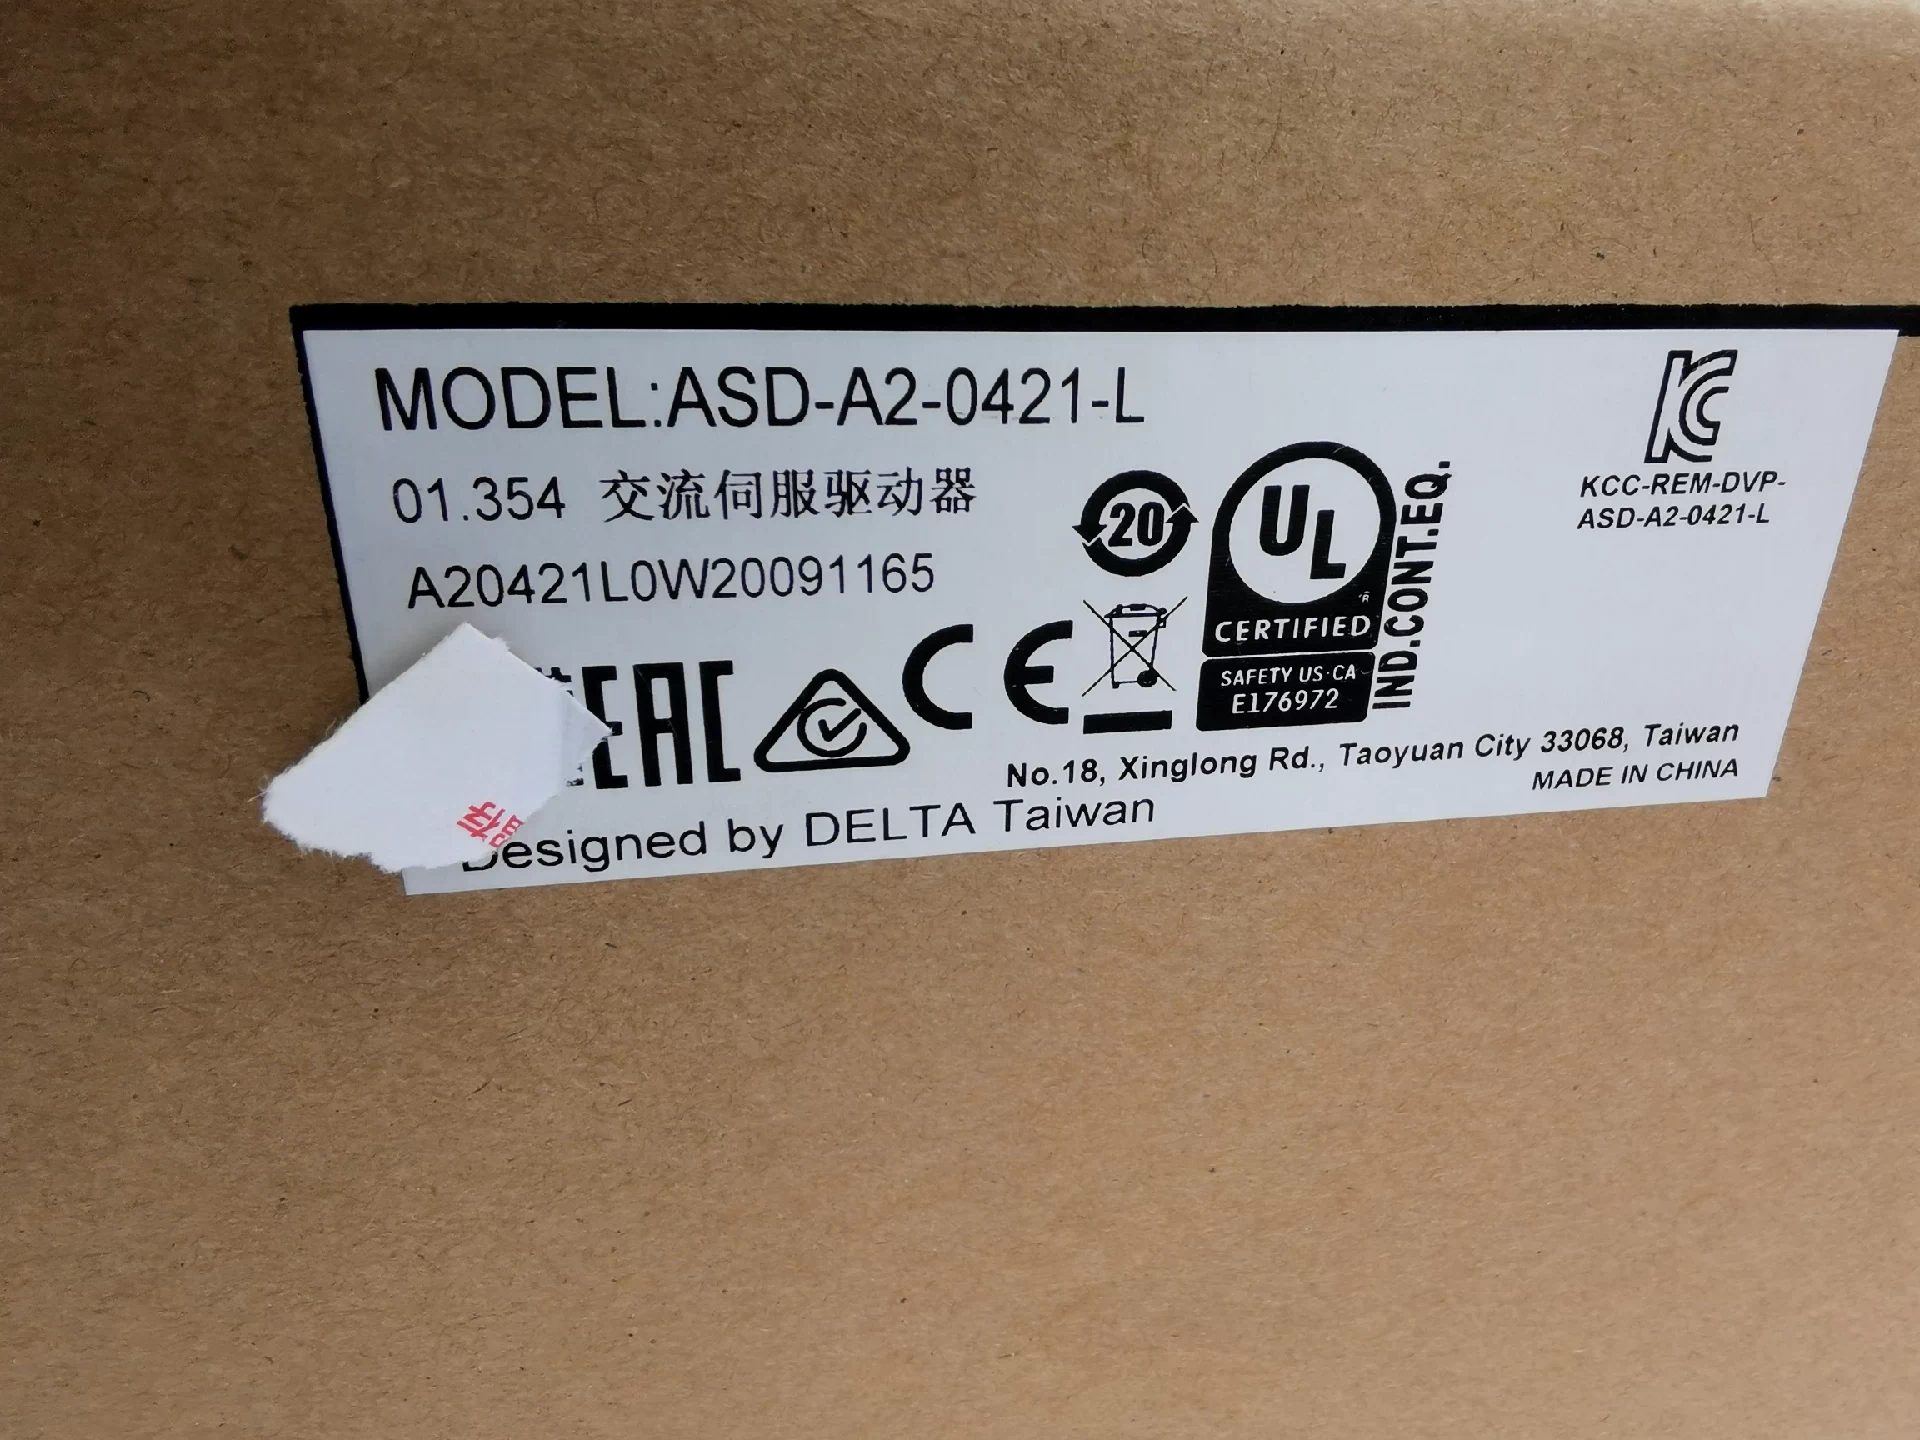 MODEL:ASD-A2-0421-L
01.354 交流伺服驱动器
A20421L0W20091165
KCC-REM-DVP-
ASD-A2-0421-L
20
UL
CERTIFIED
SAFETY US·CA
E176972
IND.CONT.EQ.
EAC
CE
No.18, Xinglong Rd., Taoyuan City 33068, Taiwan
MADE IN CHINA
Designed by DELTA Taiwan